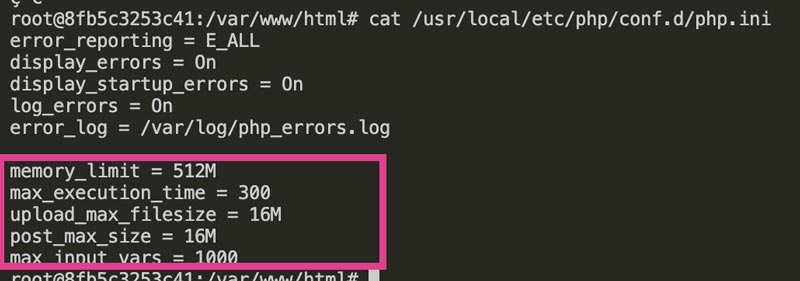 root@8fb5c3253c41:/var/www/html# cat /usr/local/etc/php/conf.d/php.ini
error_reporting = E_ALL
display_errors = On
display_startup_errors = On
log_errors = On
error_log = /var/log/php_errors.log
memory_limit = 512M
max_execution_time = 300
upload_max_filesize = 16M
post_max_size = 16M
max_input_vars = 1000
root@8fb5c3253c41:/var/www/html#